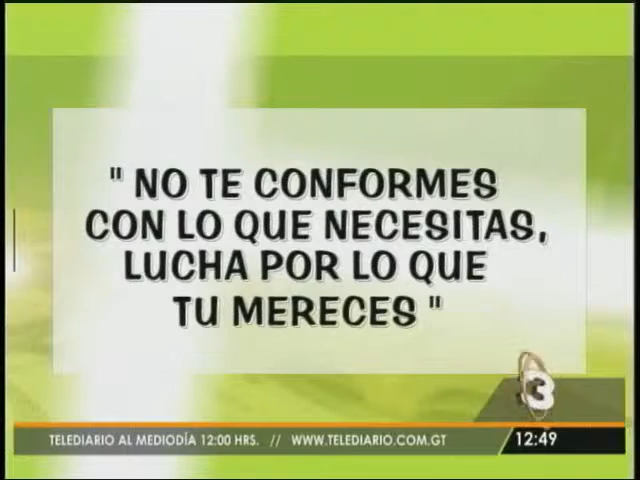 " NO TE CONFORMES
CON LO QUE NECESITAS,
LUCHA POR LO QUE
TU MERECES "
3
TELEDIARIO AL MEDIODÍA 12:00 HRS. // WWW.TELEDIARIO.COM.GT
12:49